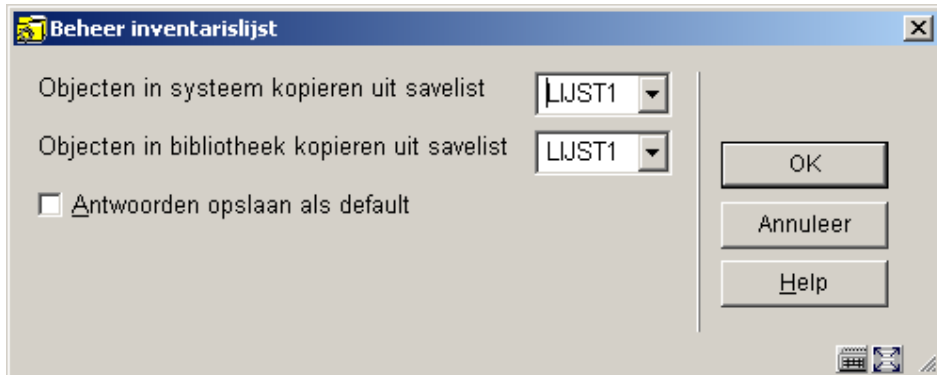 Beheer inventarislijst
Objecten in systeem kopieren uit savelist LIJST1
Objecten in bibliotheek kopieren uit savelist LIJST1
Antwoorden opslaan als default
OK
Annuleer
Help